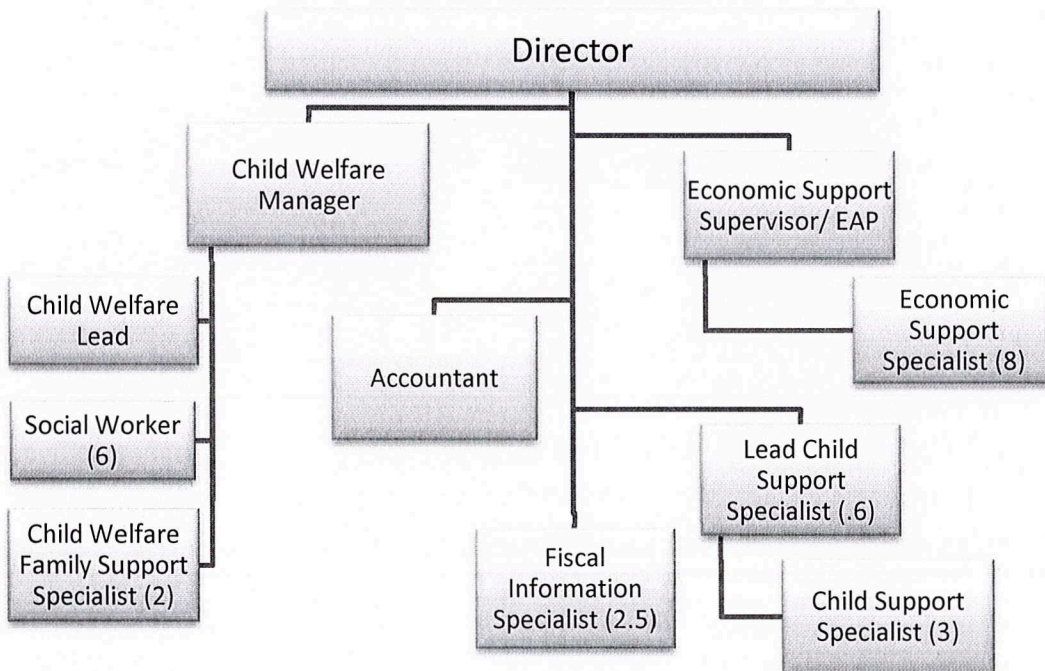 Director
Child Welfare
Manager
Economic Support
Supervisor/ EAP
Child Welfare
Lead
Economic
Support
Specialist (8)
Accountant
Social Worker
(6)
Lead Child
Support
Specialist (.6)
Child Welfare
Family Support
Specialist (2)
Fiscal
Information
Specialist (2.5)
Child Support
Specialist (3)